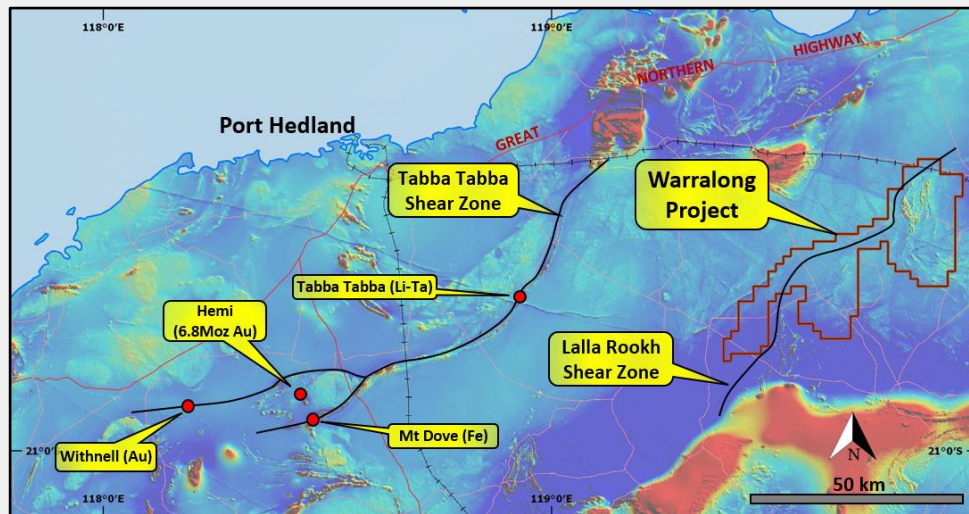 118°0'E
119°0'E
HIGHWAY
NORTHERN
GREAT
Port Hedland
Tabba Tabba
Shear Zone
Warralong
Project
Tabba Tabba (Li-Ta)
Hemi
(6.8Moz Au)
Lalla Rookh
Shear Zone
Withnell (Au)
Mt Dove (Fe)
N
21°0'S
21°0'S
50 km
118°0'E
119°0'E